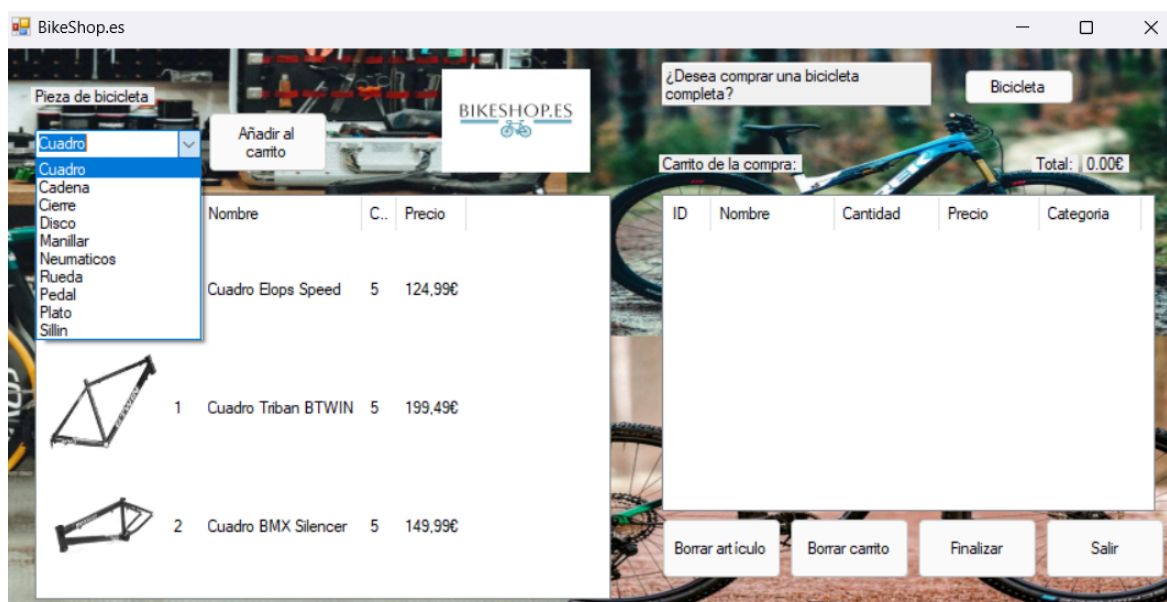 BikeShop.es
Pieza de bicicleta
Cuadro
Añadir al
carrito
BIKESHOP.ES
¿Desea comprar una bicicleta
completa?
Bicicleta
Carrito de la compra:
Total: 0.00€
Cuadro
Cadena
Cierre
Disco
Manillar
Neumaticos
Rueda
Pedal
Plato
Sillin
Nombre C.. Precio
Cuadro Elops Speed 5 124,99€
1 Cuadro Triban BTWIN 5 199,49€
2 Cuadro BMX Silencer 5 149,99€
ID Nombre Cantidad Precio Categoria
Borrar artículo
Borrar carrito
Finalizar
Salir